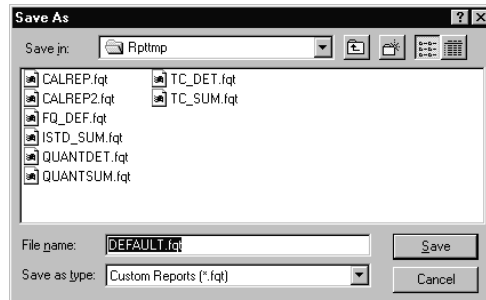 Save As
Save in: Rpttmp
CALREP.fqt TC_DET.fqt
CALREP2.fqt TC_SUM.fqt
FQ_DEF.fqt
ISTD_SUM.fqt
QUANTDET.fqt
QUANTSUM.fqt
File name: DEFAULT.fqt Save
Save as type: Custom Reports (*.fqt) Cancel